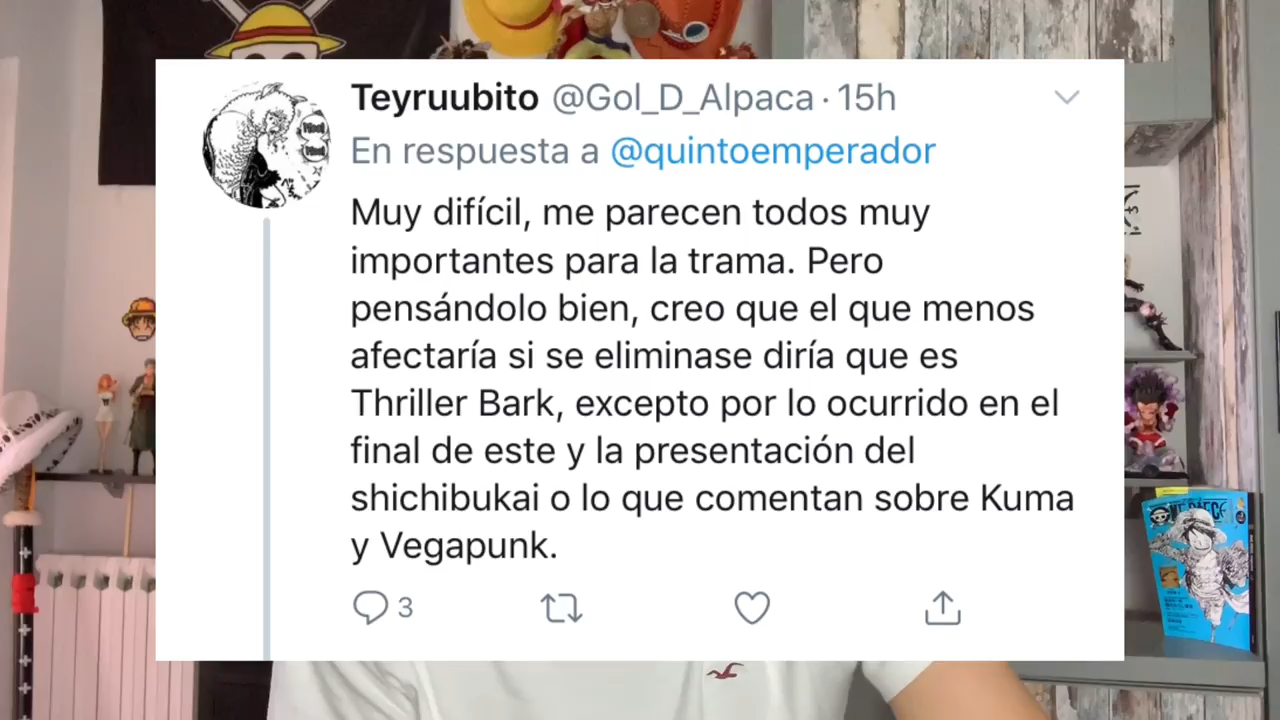 Teyruubito @Gol_D_Alpaca · 15h
En respuesta a @quintoemperador
Muy difícil, me parecen todos muy
importantes para la trama. Pero
pensándolo bien, creo que el que menos
afectaría si se eliminase diría que es
Thriller Bark, excepto por lo ocurrido en el
final de este y la presentación del
shichibukai o lo que comentan sobre Kuma
y Vegapunk.
3